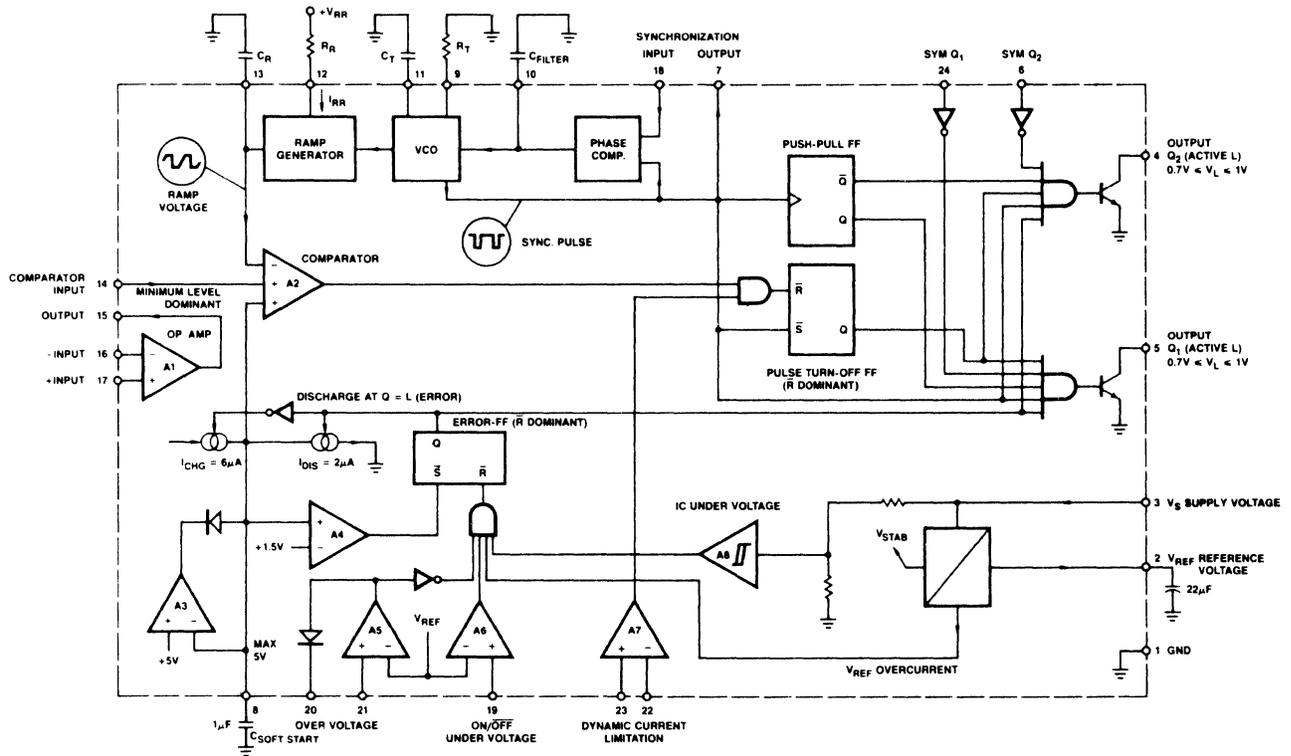 +VRR
SYNCHRONIZATION
INPUT OUTPUT
SYM Q1 SYM Q2
CR RR CT RT CFILTER
13 12 11 9 10 18 7 24 6
IRR
RAMP
GENERATOR
VCO
PHASE
COMP.
PUSH-PULL FF
Q̅
Q
OUTPUT
4 Q2 (ACTIVE L)
0.7V ≤ VL ≤ 1V
RAMP
VOLTAGE
SYNC. PULSE
COMPARATOR
− A2
+
+
COMPARATOR 14
INPUT
MINIMUM LEVEL
DOMINANT
R̅
S̅ Q
PULSE TURN-OFF FF
(R̅ DOMINANT)
OUTPUT 15
OP AMP
− INPUT 16
− A1
+INPUT 17
+
OUTPUT
5 Q1 (ACTIVE L)
0.7V ≤ VL ≤ 1V
DISCHARGE AT Q = L (ERROR)
ERROR-FF (R̅ DOMINANT)
Q
S̅ R̅
ICHG = 6µA IDIS = 2µA
+ A4
+1.5V −
IC UNDER VOLTAGE
A8
3 VS SUPPLY VOLTAGE
VSTAB
2 VREF REFERENCE
VOLTAGE
22µF
A3
+ −
+5V
MAX
5V
A5
+ −
VREF
A6
− +
A7
+ −
VREF OVERCURRENT
1 GND
8 20 21 19 23 22
1µF
CSOFT START
OVER VOLTAGE
ON/O̅F̅F̅
UNDER VOLTAGE
DYNAMIC CURRENT
LIMITATION